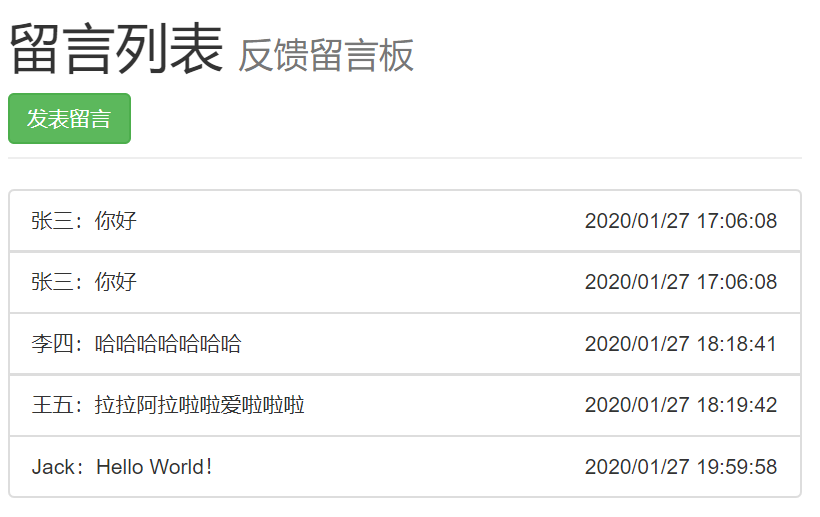 留言列表 反馈留言板
发表留言
张三：你好 2020/01/27 17:06:08
张三：你好 2020/01/27 17:06:08
李四：哈哈哈哈哈哈哈 2020/01/27 18:18:41
王五：拉拉阿拉啦啦爱啦啦啦 2020/01/27 18:19:42
Jack：Hello World！ 2020/01/27 19:59:58